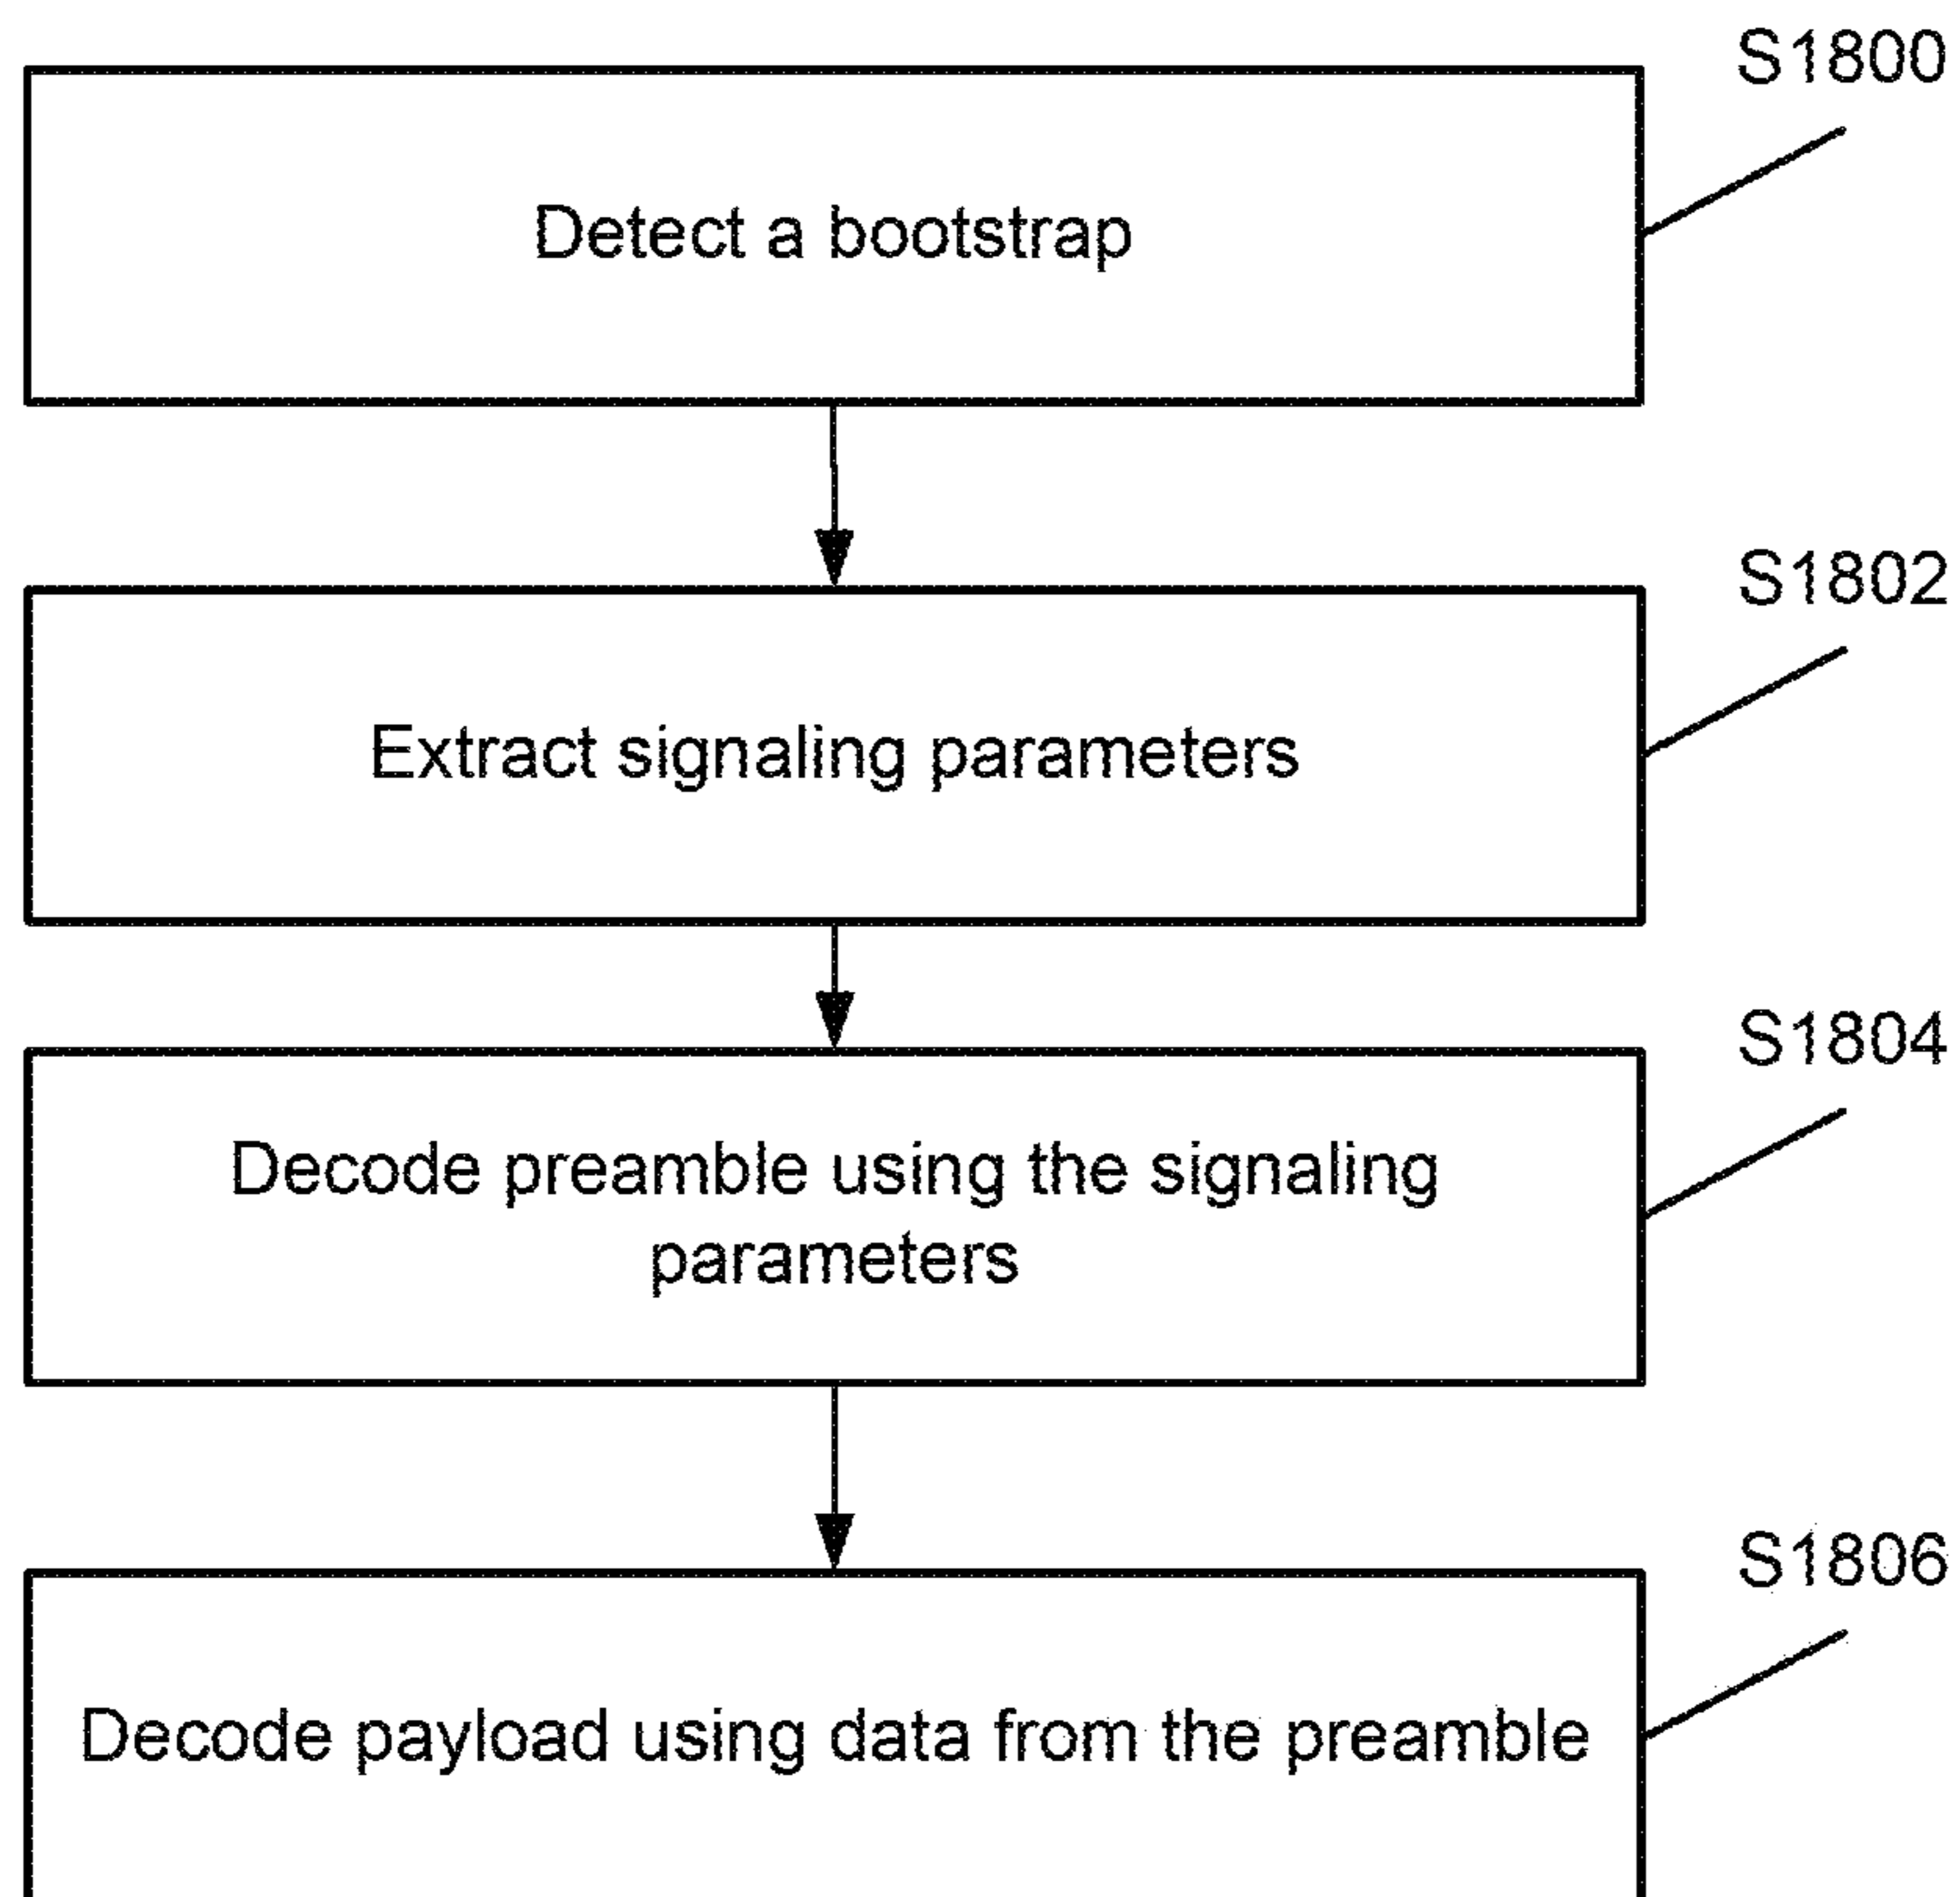 S1800
Detect a bootstrap
S1802
Extract signaling parameters
S1804
Decode preamble using the signaling
parameters
S1806
Decode payload using data from the preamble